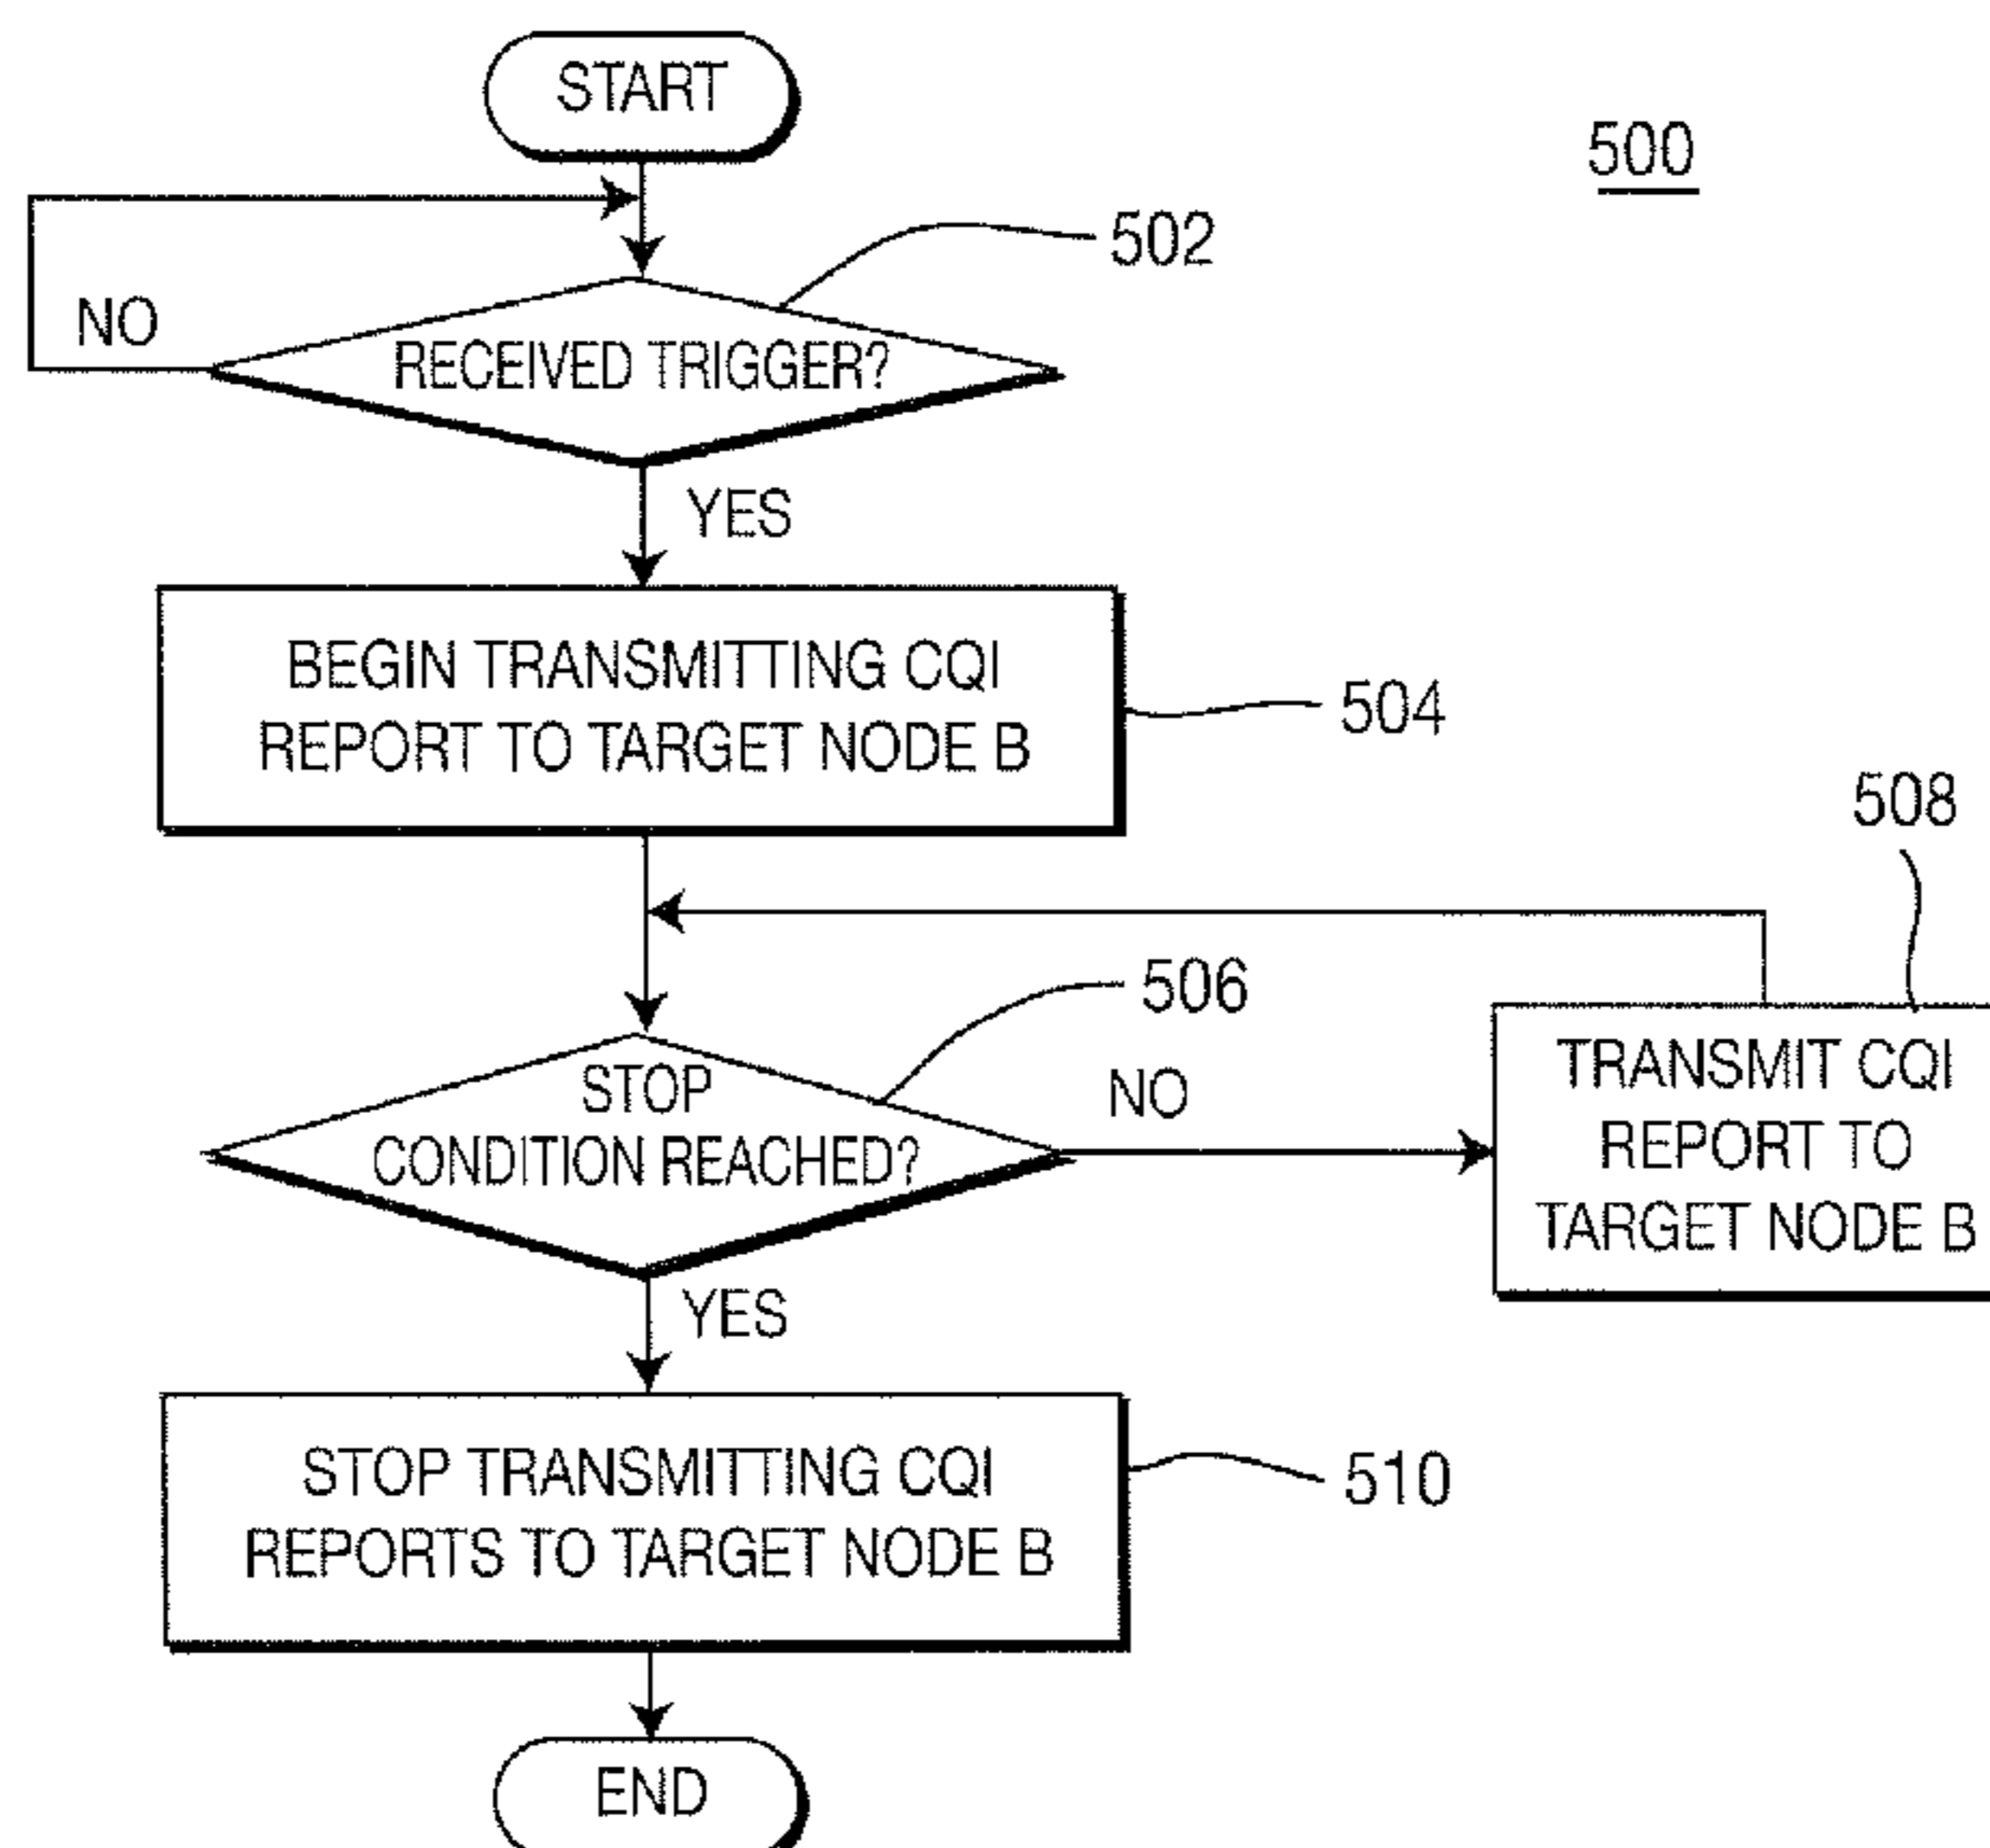 START
500
502
NO
RECEIVED TRIGGER?
YES
BEGIN TRANSMITTING CQI
REPORT TO TARGET NODE B
504
508
506
STOP
CONDITION REACHED?
NO
TRANSMIT CQI
REPORT TO
TARGET NODE B
YES
STOP TRANSMITTING CQI
REPORTS TO TARGET NODE B
510
END